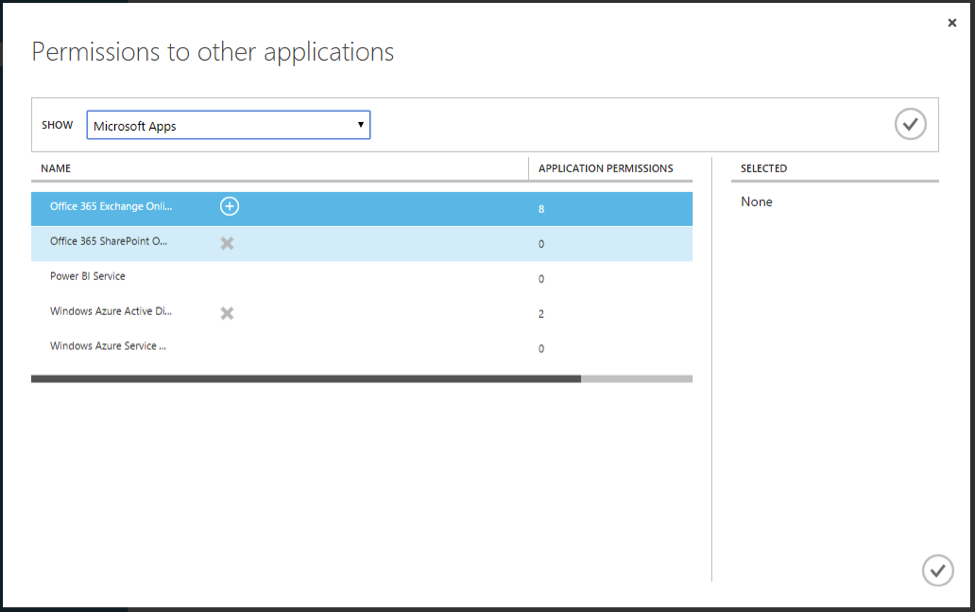 Permissions to other applications
SHOW Microsoft Apps
NAME APPLICATION PERMISSIONS SELECTED
Office 365 Exchange Onli... 8 None
Office 365 SharePoint O... 0
Power BI Service 0
Windows Azure Active Di... 2
Windows Azure Service ... 0